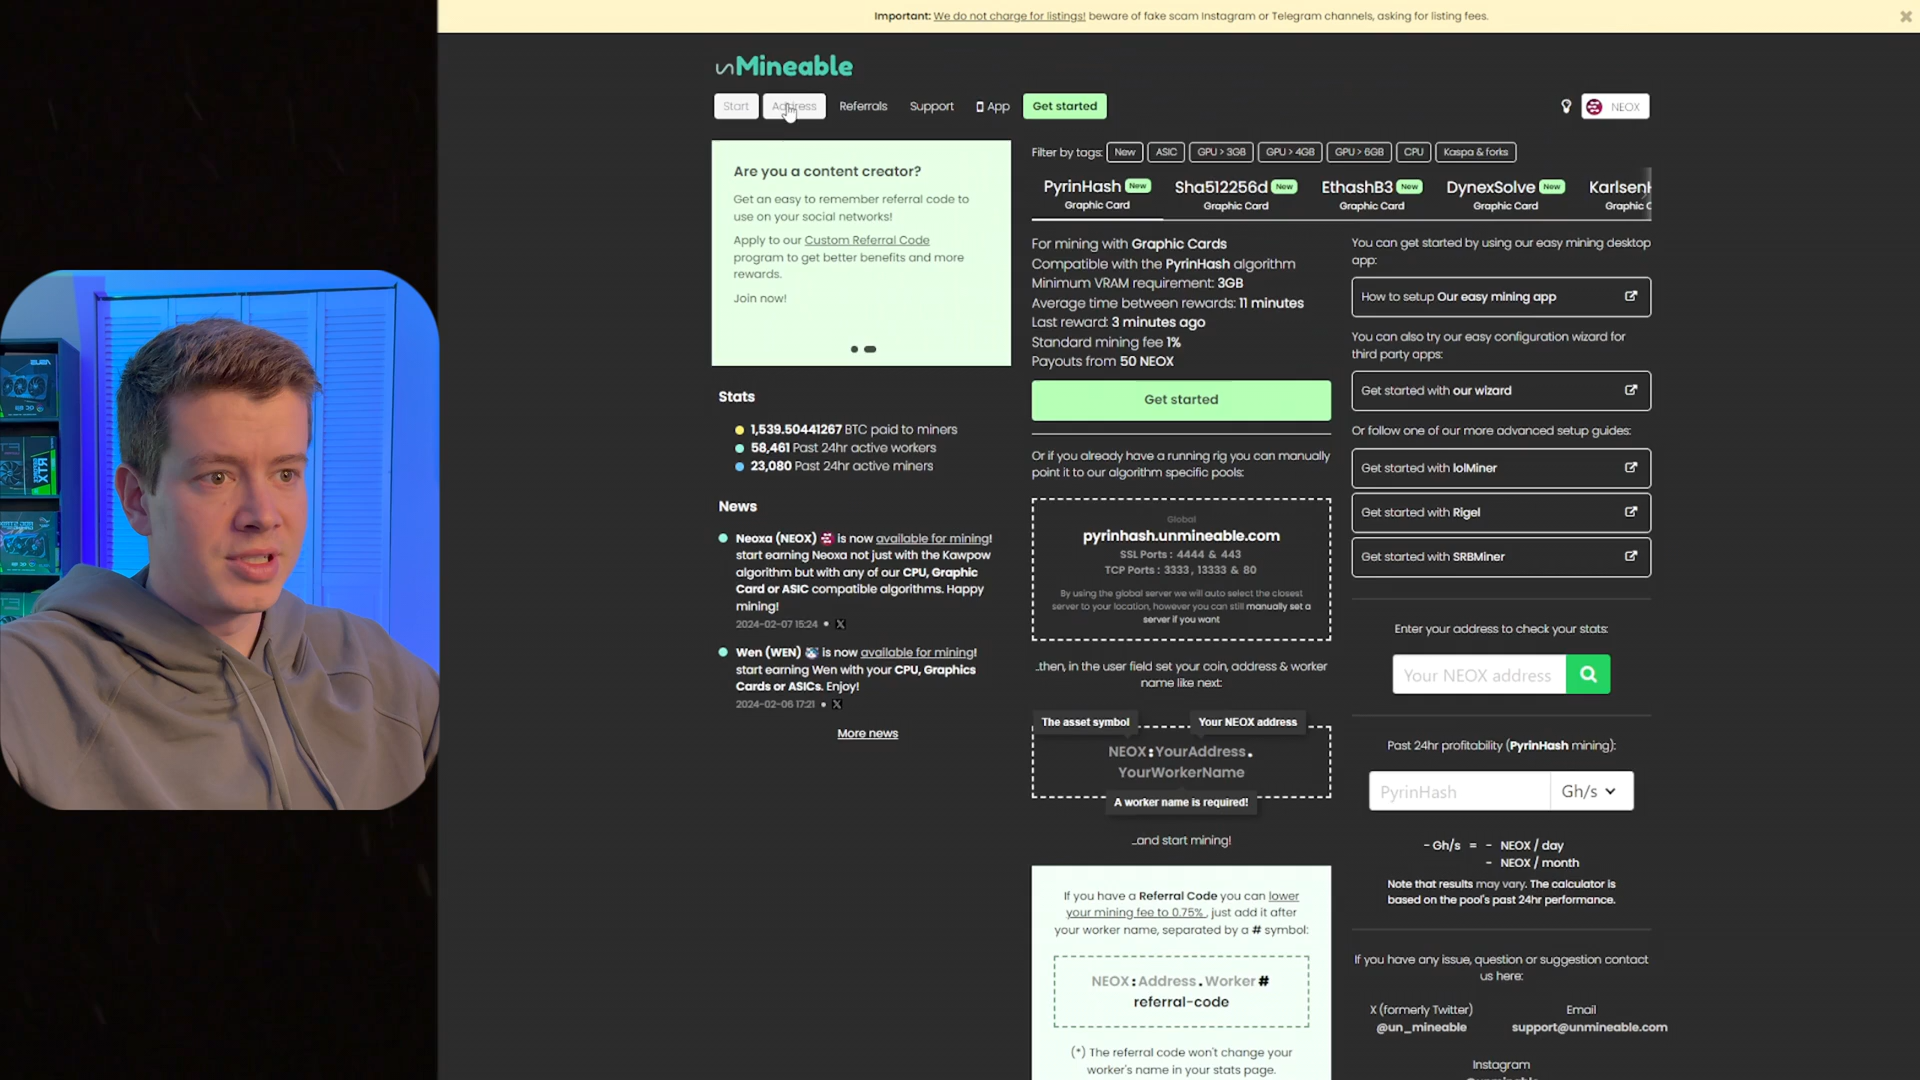 Important: We do not charge for listings! beware of fake scam Instagram or Telegram channels, asking for listing fees.
unMineable
Start
Address
Referrals
Support
App
Get started
NEOX
Are you a content creator?
Get an easy to remember referral code to
use on your social networks!
Apply to our Custom Referral Code
program to get better benefits and more
rewards.
Join now!
Stats
1,539.50441267 BTC paid to miners
58,461 Past 24hr active workers
23,080 Past 24hr active miners
News
Neoxa (NEOX) is now available for mining!
start earning Neoxa not just with the Kawpow
algorithm but with any of our CPU, Graphic
Card or ASIC compatible algorithms. Happy
mining!
2024-02-07 15:24 • X
Wen (WEN) is now available for mining!
start earning Wen with your CPU, Graphics
Cards or ASICs. Enjoy!
2024-02-06 17:21 • X
More news
Filter by tags: New ASIC GPU > 3GB GPU > 4GB GPU > 6GB CPU Kaspa & forks
PyrinHash New
Graphic Card
Sha512256d New
Graphic Card
EthashB3 New
Graphic Card
DynexSolve New
Graphic Card
Karlsen
Graphic
For mining with Graphic Cards
Compatible with the PyrinHash algorithm
Minimum VRAM requirement: 3GB
Average time between rewards: 11 minutes
Last reward: 3 minutes ago
Standard mining fee 1%
Payouts from 50 NEOX
Get started
Or if you already have a running rig you can manually
point it to our algorithm specific pools:
Global
pyrinhash.unmineable.com
SSL Ports : 4444 & 443
TCP Ports : 3333 , 13333 & 80
By using the global server we will auto select the closest
server to your location, however you can still manually set a
server if you want
...then, in the user field set your coin, address & worker
name like next:
The asset symbol
Your NEOX address
NEOX:YourAddress.
YourWorkerName
A worker name is required!
...and start mining!
If you have a Referral Code you can lower
your mining fee to 0.75% , just add it after
your worker name, separated by a # symbol:
NEOX:Address.Worker#
referral-code
(*) The referral code won't change your
worker's name in your stats page.
You can get started by using our easy mining desktop
app:
How to setup Our easy mining app
You can also try our easy configuration wizard for
third party apps:
Get started with our wizard
Or follow one of our more advanced setup guides:
Get started with lolMiner
Get started with Rigel
Get started with SRBMiner
Enter your address to check your stats:
Your NEOX address
Past 24hr profitability (PyrinHash mining):
PyrinHash
Gh/s
- Gh/s = - NEOX / day
- NEOX / month
Note that results may vary. The calculator is
based on the pool's past 24hr performance.
If you have any issue, question or suggestion contact
us here:
X (formerly Twitter)
@un_mineable
Email
support@unmineable.com
Instagram